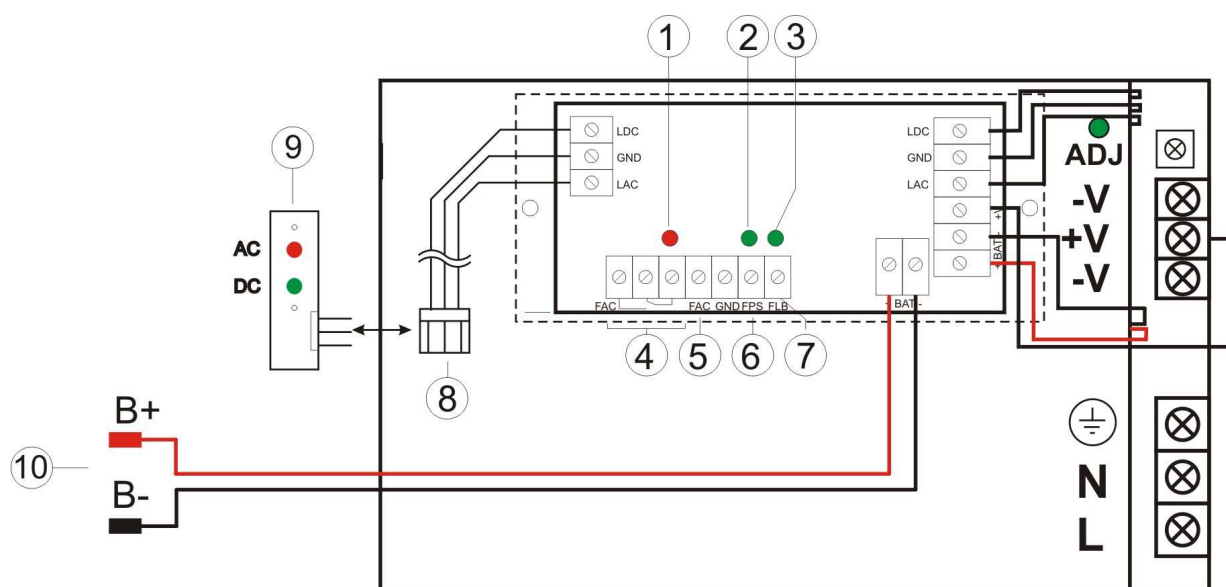 1 2 3
9
AC
DC
LDC
GND
LAC
LDC
GND
LAC
+V
- BAT +
ADJ
-V
+V
-V
FAC FAC GND FPS FLB
+ BAT -
4 5 6 7
8
B+
10
B-
N
L